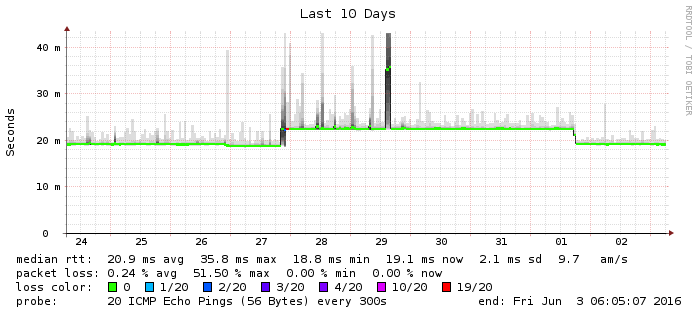 Last 10 Days
RRDTOOL / TOBI OETIKER
Seconds
40 m
30 m
20 m
10 m
0
24 25 26 27 28 29 30 31 01 02
median rtt: 20.9 ms avg 35.8 ms max 18.8 ms min 19.1 ms now 2.1 ms sd 9.7 am/s
packet loss: 0.24 % avg 51.50 % max 0.00 % min 0.00 % now
loss color: 0 1/20 2/20 3/20 4/20 10/20 19/20
probe: 20 ICMP Echo Pings (56 Bytes) every 300s end: Fri Jun 3 06:05:07 2016